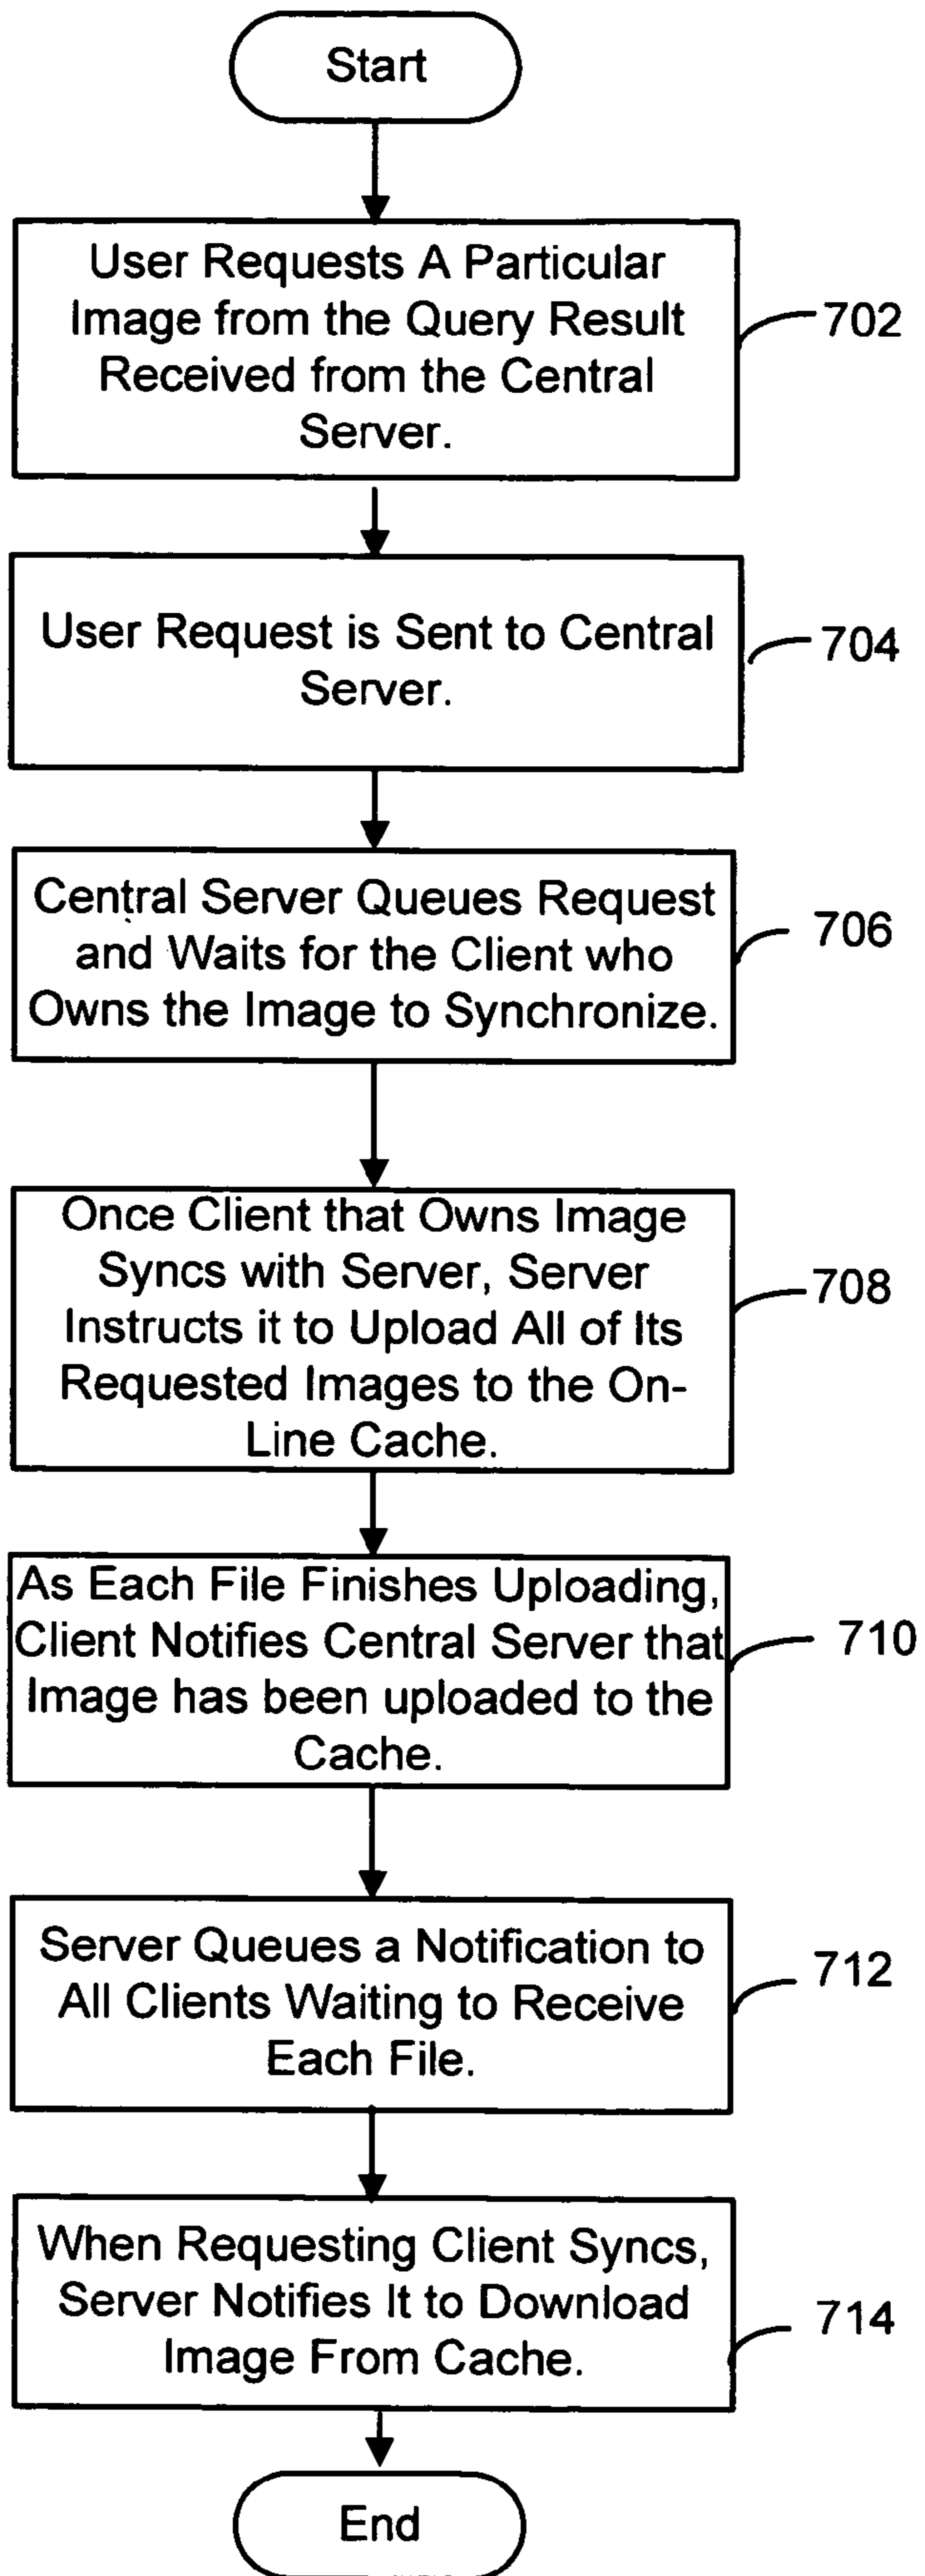 Start
User Requests A Particular
Image from the Query Result
Received from the Central
Server.
702
User Request is Sent to Central
Server.
704
Central Server Queues Request
and Waits for the Client who
Owns the Image to Synchronize.
706
Once Client that Owns Image
Syncs with Server, Server
Instructs it to Upload All of Its
Requested Images to the On-
Line Cache.
708
As Each File Finishes Uploading,
Client Notifies Central Server that
Image has been uploaded to the
Cache.
710
Server Queues a Notification to
All Clients Waiting to Receive
Each File.
712
When Requesting Client Syncs,
Server Notifies It to Download
Image From Cache.
714
End